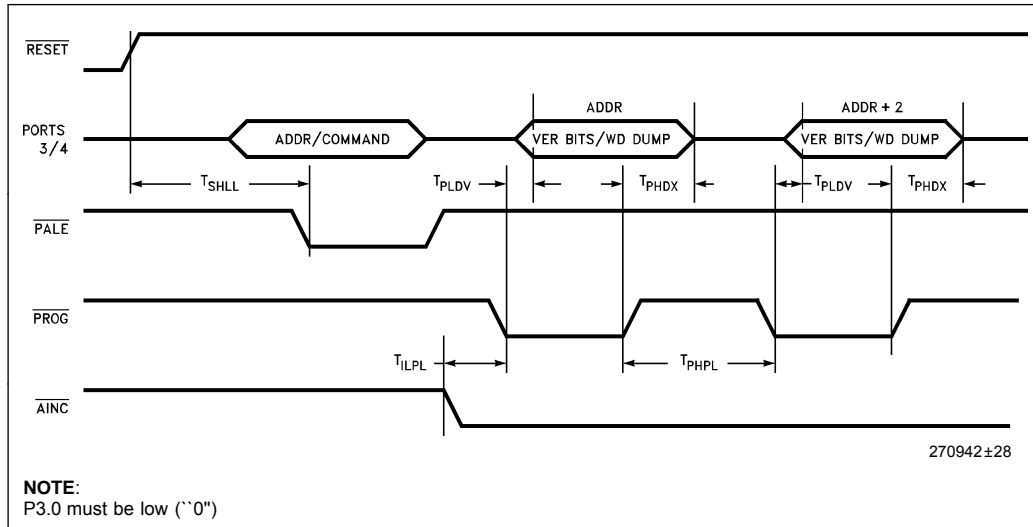 RESET
ADDR
ADDR + 2
PORTS
3/4
ADDR/COMMAND
VER BITS/WD DUMP
VER BITS/WD DUMP
TSHLL
TPLDV
TPHDX
TPLDV
TPHDX
PALE
PROG
TILPL
TPHPL
AINC
270942±28
NOTE:
P3.0 must be low (``0")